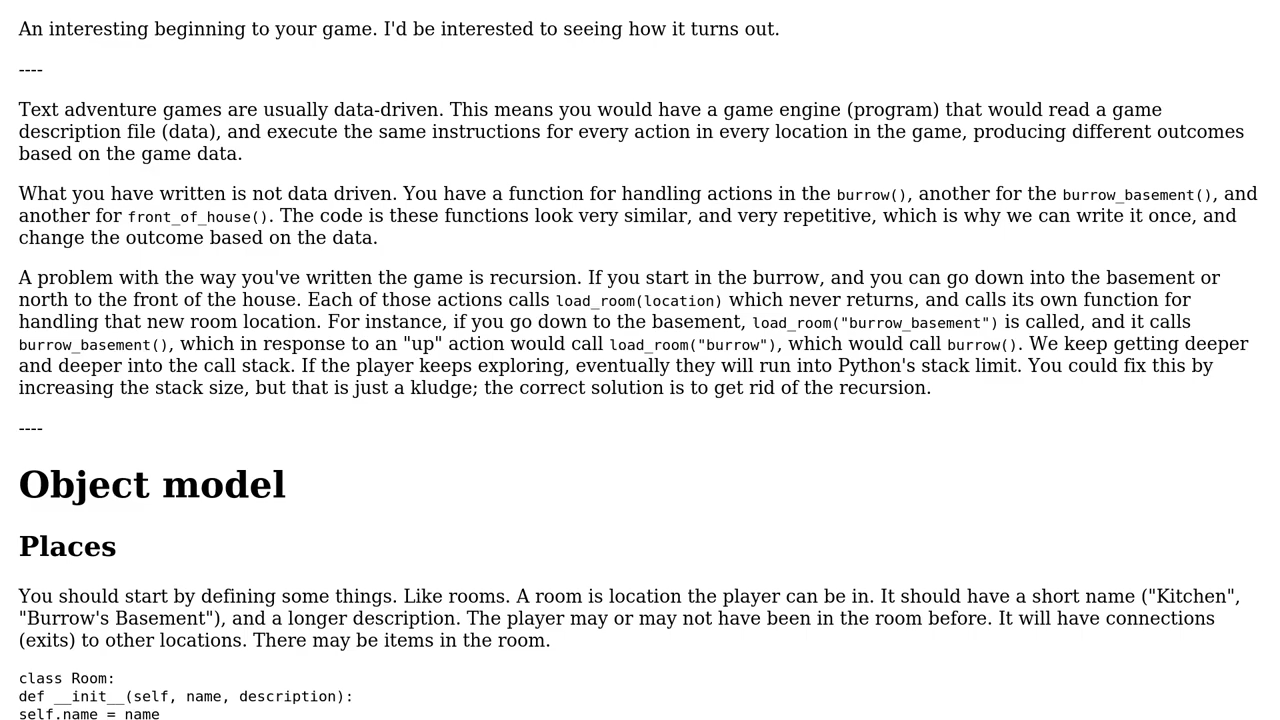 An interesting beginning to your game. I'd be interested to seeing how it turns out.
----
Text adventure games are usually data-driven. This means you would have a game engine (program) that would read a game
description file (data), and execute the same instructions for every action in every location in the game, producing different outcomes
based on the game data.
What you have written is not data driven. You have a function for handling actions in the burrow(), another for the burrow_basement(), and
another for front_of_house(). The code is these functions look very similar, and very repetitive, which is why we can write it once, and
change the outcome based on the data.
A problem with the way you've written the game is recursion. If you start in the burrow, and you can go down into the basement or
north to the front of the house. Each of those actions calls load_room(location) which never returns, and calls its own function for
handling that new room location. For instance, if you go down to the basement, load_room("burrow_basement") is called, and it calls
burrow_basement(), which in response to an "up" action would call load_room("burrow"), which would call burrow(). We keep getting deeper
and deeper into the call stack. If the player keeps exploring, eventually they will run into Python's stack limit. You could fix this by
increasing the stack size, but that is just a kludge; the correct solution is to get rid of the recursion.
----
Object model
Places
You should start by defining some things. Like rooms. A room is location the player can be in. It should have a short name ("Kitchen",
"Burrow's Basement"), and a longer description. The player may or may not have been in the room before. It will have connections
(exits) to other locations. There may be items in the room.
class Room:
def __init__(self, name, description):
self.name = name